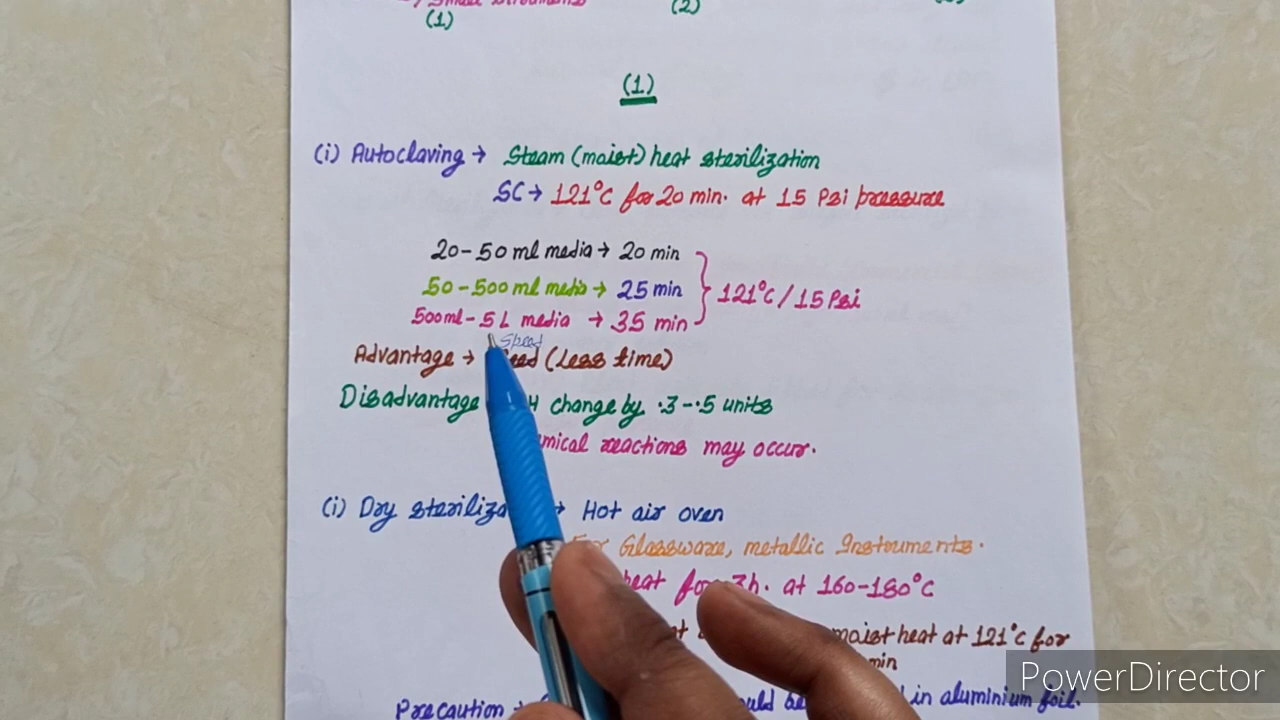 (1) (2)
(1)
(i) Autoclaving → Steam (moist) heat sterilization
SC → 121°C for 20 min. at 15 Psi pressure
20-50 ml media → 20 min
50-500 ml media → 25 min
500ml-5L media → 35 min
121°C/15 Psi
Speed
Advantage → (Less time)
Disadvantage change by .3-.5 units
reactions may occur.
(i) Dry → Hot air oven
For Glassware, metallic Instruments.
heat for 3h. at 160-180°C
moist heat at 121°C for
min
Precaution → in aluminium foil.
PowerDirector